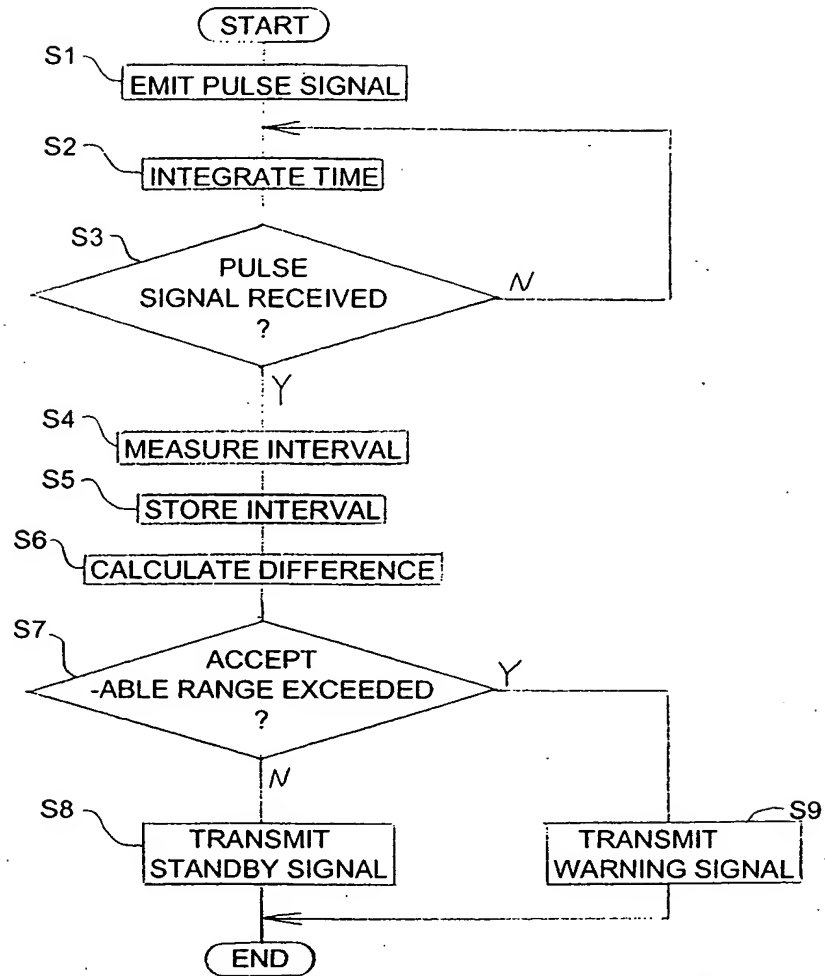 START
S1
EMIT PULSE SIGNAL
S2
INTEGRATE TIME
S3
PULSE
SIGNAL RECEIVED
?
N
Y
S4
MEASURE INTERVAL
S5
STORE INTERVAL
S6
CALCULATE DIFFERENCE
S7
ACCEPT
-ABLE RANGE EXCEEDED
?
Y
N
S8
TRANSMIT
STANDBY SIGNAL
S9
TRANSMIT
WARNING SIGNAL
END